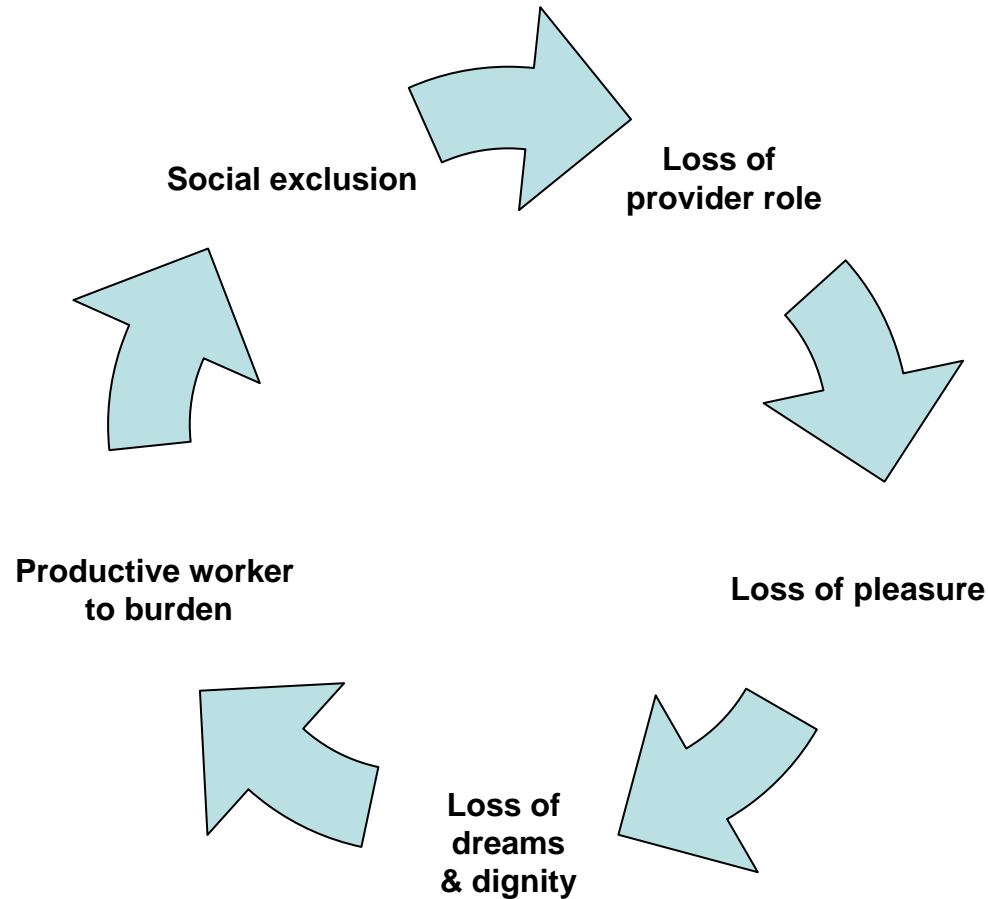 Social exclusion
Loss of
provider role
Loss of pleasure
Loss of
dreams
& dignity
Productive worker
to burden